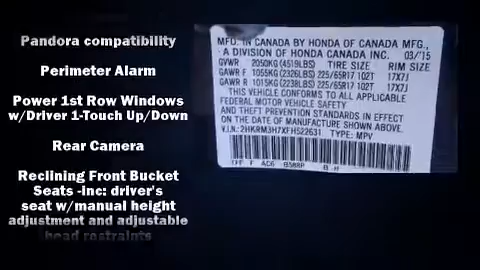 Pandora compatibility
Perimeter Alarm
Power 1st Row Windows
w/Driver 1-Touch Up/Down
Rear Camera
Reclining Front Bucket
Seats -inc: driver's
seat w/manual height
adjustment and adjustable
head restraints
MFD. IN CANADA BY HONDA OF CANADA MFG.,
A DIVISION OF HONDA CANADA INC. 03/15
GVWR 2050KG(4519LBS) TIRE SIZE RIM SIZE
GAWR F 1055KG(2326LBS)225/65R17 102T 17X7J
GAWR R 1015KG(2238LBS)225/65R17 102T 17X7J
THIS VEHICLE CONFORMS TO ALL APPLICABLE
FEDERAL MOTOR VEHICLE SAFETY
AND THEFT PREVENTION STANDARDS IN EFFECT
ON THE DATE OF MANUFACTURE SHOWN ABOVE.
V.I.N.: 2HKRM3H7XFH522631 TYPE: MPV